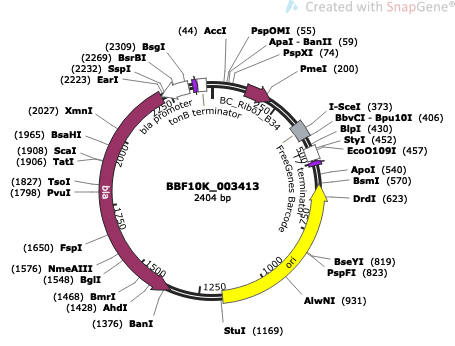 Created with SnapGene®
(44) AccI
PspOMI (55)
ApaI - BanII (59)
PspXI (74)
PmeI (200)
I-SceI (373)
BbvCI - Bpu10I (406)
BlpI (430)
StyI (452)
EcoO109I (457)
ApoI (540)
BsmI (570)
DrdI (623)
BseYI (819)
PspFI (823)
AlwNI (931)
StuI (1169)
(1376) BanI
(1428) AhdI
(1468) BmrI
(1548) BglI
(1576) NmeAIII
(1650) FspI
(1798) PvuI
(1827) TsoI
(1906) TatI
(1908) ScaI
(1965) BsaHI
(2027) XmnI
(2223) EarI
(2232) SspI
(2269) BsrBI
(2309) BsgI
bla promoter
tonB terminator
BC_RiboJ_B34
T7 terminator
FreeGenes Barcode
ori
bla
250
500
750
1000
1250
1500
1750
2000
2250
BBF10K_003413
2404 bp